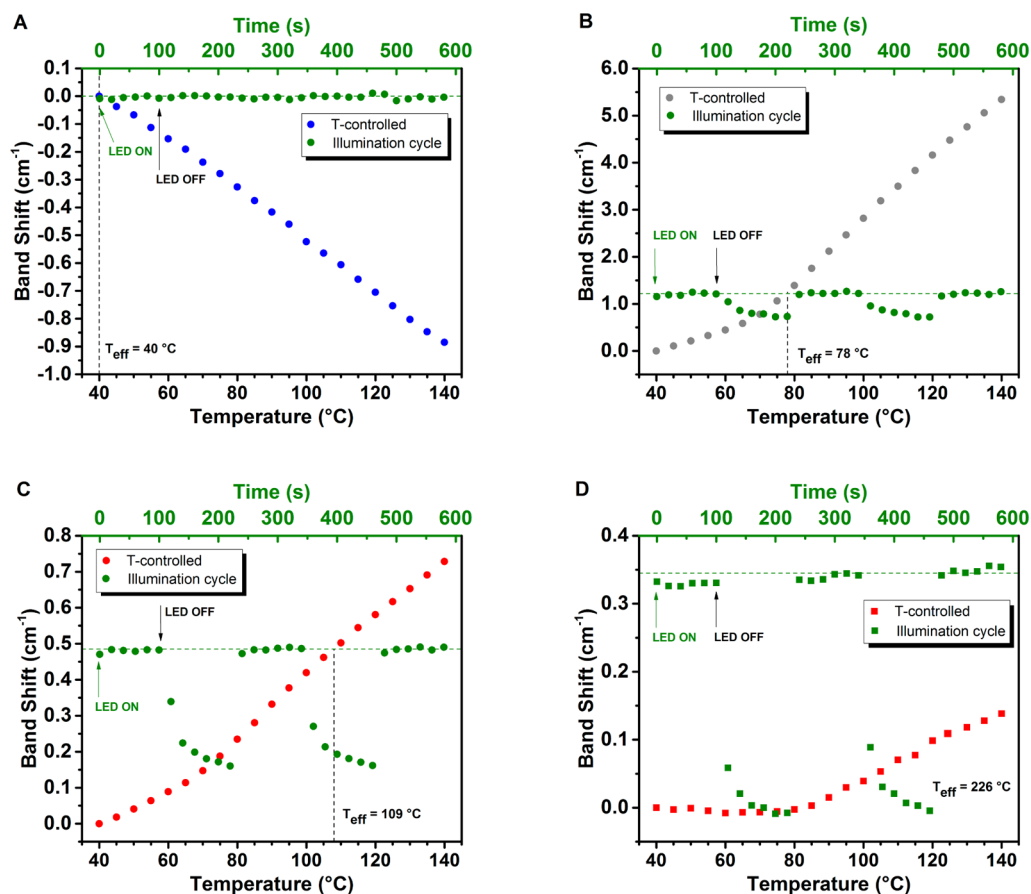 A
Time (s)
0 100 200 300 400 500 600
0.1
0.0
-0.1
-0.2
-0.3
-0.4
-0.5
-0.6
-0.7
-0.8
-0.9
-1.0
Band Shift (cm⁻¹)
T-controlled
Illumination cycle
LED ON
LED OFF
T_eff = 40 °C
40 60 80 100 120 140
Temperature (°C)
B
Time (s)
0 100 200 300 400 500 600
6.0
5.0
4.0
3.0
2.0
1.0
0.0
Band Shift (cm⁻¹)
T-controlled
Illumination cycle
LED ON
LED OFF
T_eff = 78 °C
40 60 80 100 120 140
Temperature (°C)
C
Time (s)
0 100 200 300 400 500 600
0.8
0.7
0.6
0.5
0.4
0.3
0.2
0.1
0.0
Band Shift (cm⁻¹)
T-controlled
Illumination cycle
LED OFF
LED ON
T_eff = 109 °C
40 60 80 100 120 140
Temperature (°C)
D
Time (s)
0 100 200 300 400 500 600
0.4
0.3
0.2
0.1
0.0
Band Shift (cm⁻¹)
LED ON
LED OFF
T-controlled
Illumination cycle
T_eff = 226 °C
40 60 80 100 120 140
Temperature (°C)